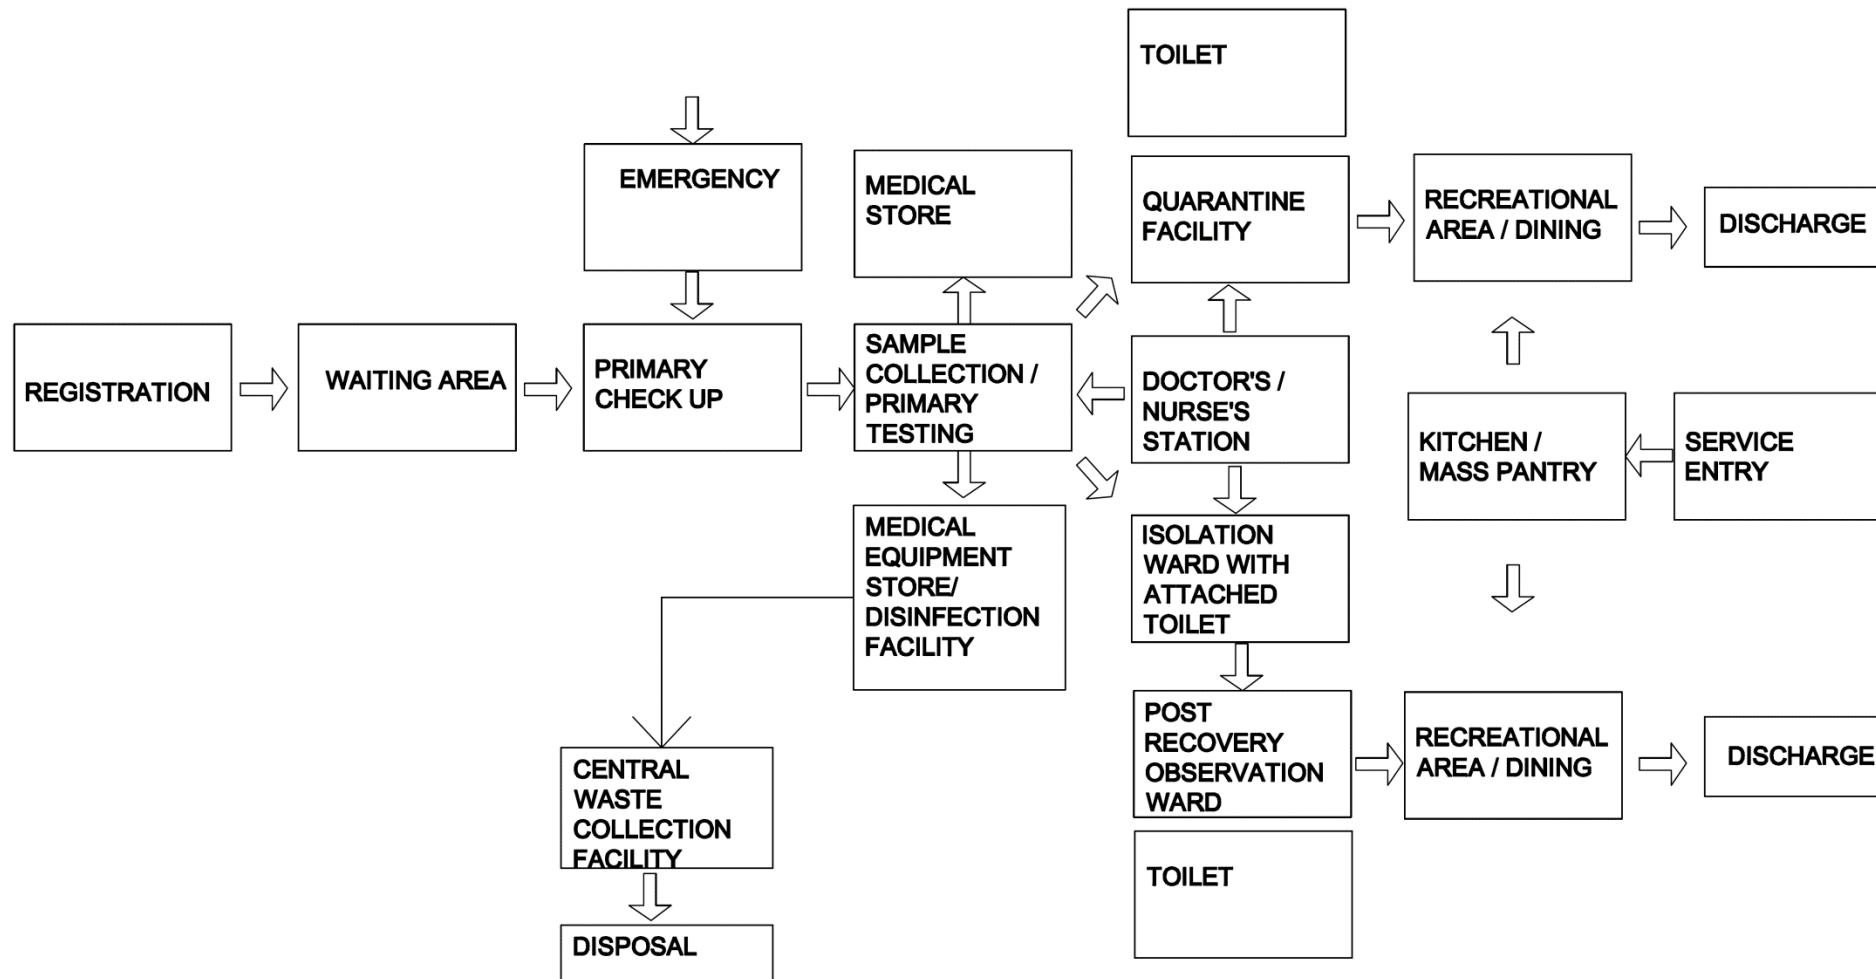 TOILET
EMERGENCY
MEDICAL
STORE
QUARANTINE
FACILITY
RECREATIONAL
AREA / DINING
DISCHARGE
REGISTRATION
WAITING AREA
PRIMARY
CHECK UP
SAMPLE
COLLECTION /
PRIMARY
TESTING
DOCTOR'S /
NURSE'S
STATION
KITCHEN /
MASS PANTRY
SERVICE
ENTRY
MEDICAL
EQUIPMENT
STORE/
DISINFECTION
FACILITY
ISOLATION
WARD WITH
ATTACHED
TOILET
POST
RECOVERY
OBSERVATION
WARD
RECREATIONAL
AREA / DINING
DISCHARGE
CENTRAL
WASTE
COLLECTION
FACILITY
TOILET
DISPOSAL